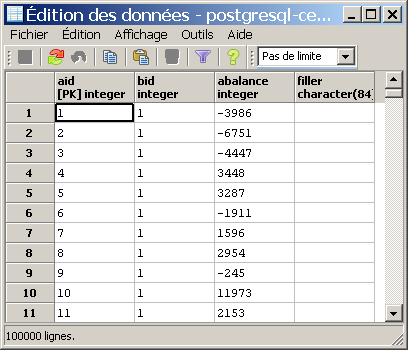 Édition des données - postgresql-ce...
Fichier Édition Affichage Outils Aide
Pas de limite
aid bid abalance filler
[PK] integer integer integer character(84)
1 1 1 -3986
2 2 1 -6751
3 3 1 -4447
4 4 1 3448
5 5 1 3287
6 6 1 -1911
7 7 1 1596
8 8 1 2954
9 9 1 -245
10 10 1 11973
11 11 1 2153
100000 lignes.